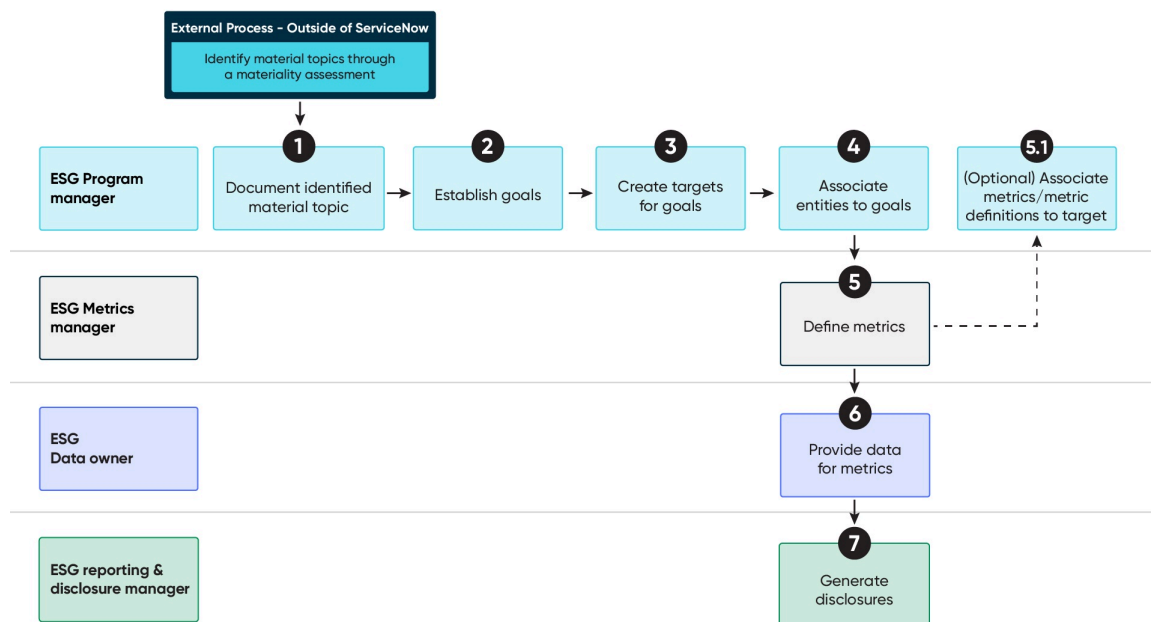 External Process - Outside of ServiceNow
Identify material topics through
a materiality assessment
ESG Program
manager
1
Document identified
material topic
2
Establish goals
3
Create targets
for goals
4
Associate
entities to goals
5.1
(Optional) Associate
metrics/metric
definitions to target
ESG Metrics
manager
5
Define metrics
ESG
Data owner
6
Provide data
for metrics
ESG reporting &
disclosure manager
7
Generate
disclosures